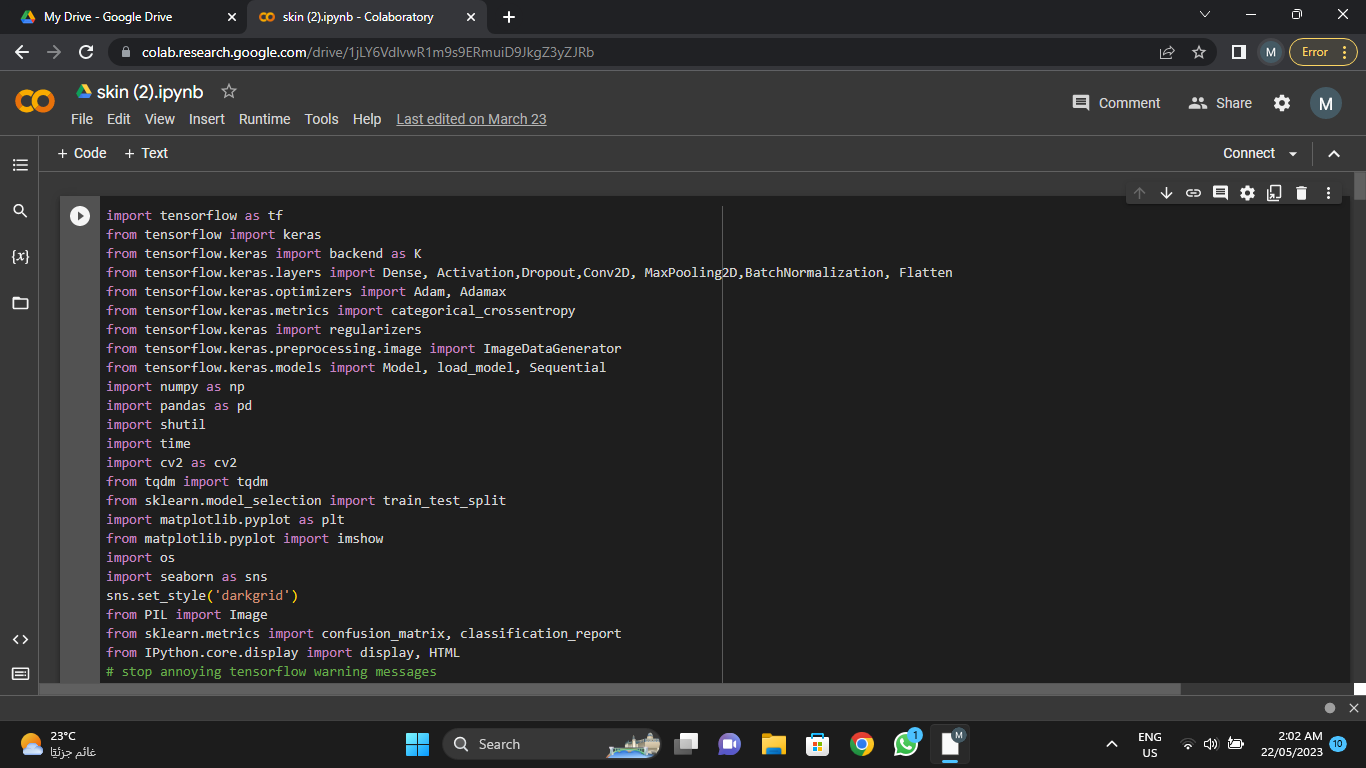 My Drive - Google Drive
skin (2).ipynb - Colaboratory
colab.research.google.com/drive/1jLY6VdlvwR1m9s9ERmuiD9JkgZ3yZJRb
M
Error
skin (2).ipynb
File Edit View Insert Runtime Tools Help Last edited on March 23
Comment
Share
M
+ Code + Text
Connect
{x}
import tensorflow as tf
from tensorflow import keras
from tensorflow.keras import backend as K
from tensorflow.keras.layers import Dense, Activation,Dropout,Conv2D, MaxPooling2D,BatchNormalization, Flatten
from tensorflow.keras.optimizers import Adam, Adamax
from tensorflow.keras.metrics import categorical_crossentropy
from tensorflow.keras import regularizers
from tensorflow.keras.preprocessing.image import ImageDataGenerator
from tensorflow.keras.models import Model, load_model, Sequential
import numpy as np
import pandas as pd
import shutil
import time
import cv2 as cv2
from tqdm import tqdm
from sklearn.model_selection import train_test_split
import matplotlib.pyplot as plt
from matplotlib.pyplot import imshow
import os
import seaborn as sns
sns.set_style('darkgrid')
from PIL import Image
from sklearn.metrics import confusion_matrix, classification_report
from IPython.core.display import display, HTML
# stop annoying tensorflow warning messages
23°C
غائم جزئيًا
Search
1
M
ENG
US
2:02 AM
22/05/2023
10